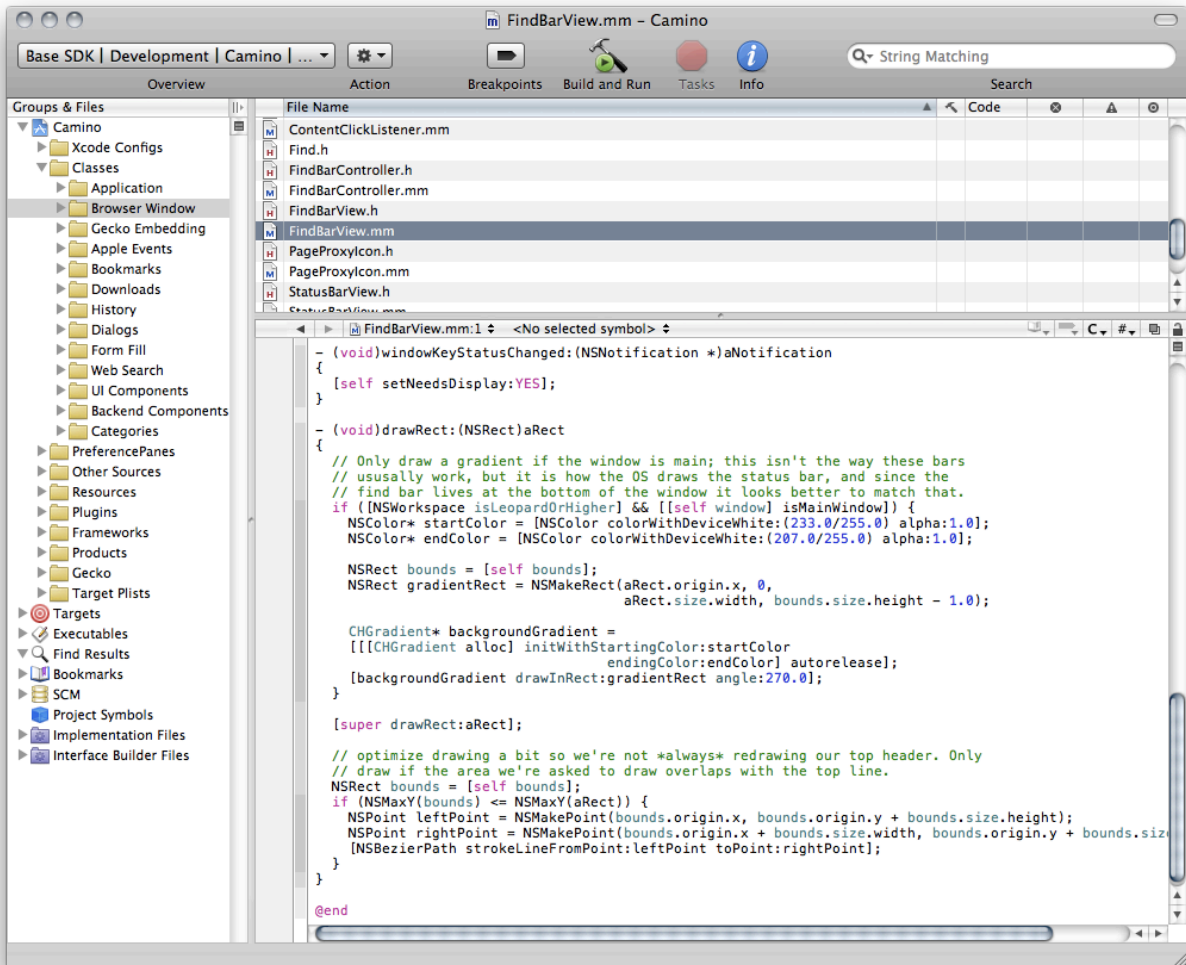 FindBarView.mm – Camino
Base SDK | Development | Camino | ...
String Matching
Overview
Action
Breakpoints
Build and Run
Tasks
Info
Search
Groups & Files
Camino
Xcode Configs
Classes
Application
Browser Window
Gecko Embedding
Apple Events
Bookmarks
Downloads
History
Dialogs
Form Fill
Web Search
UI Components
Backend Components
Categories
PreferencePanes
Other Sources
Resources
Plugins
Frameworks
Products
Gecko
Target Plists
Targets
Executables
Find Results
Bookmarks
SCM
Project Symbols
Implementation Files
Interface Builder Files
File Name
Code
ContentClickListener.mm
Find.h
FindBarController.h
FindBarController.mm
FindBarView.h
FindBarView.mm
PageProxyIcon.h
PageProxyIcon.mm
StatusBarView.h
StatusBarView.mm
FindBarView.mm:1 <No selected symbol> C #
- (void)windowKeyStatusChanged:(NSNotification *)aNotification
{
[self setNeedsDisplay:YES];
}
- (void)drawRect:(NSRect)aRect
{
// Only draw a gradient if the window is main; this isn't the way these bars
// ususally work, but it is how the OS draws the status bar, and since the
// find bar lives at the bottom of the window it looks better to match that.
if ([NSWorkspace isLeopardOrHigher] && [[self window] isMainWindow]) {
NSColor* startColor = [NSColor colorWithDeviceWhite:(233.0/255.0) alpha:1.0];
NSColor* endColor = [NSColor colorWithDeviceWhite:(207.0/255.0) alpha:1.0];
NSRect bounds = [self bounds];
NSRect gradientRect = NSMakeRect(aRect.origin.x, 0,
aRect.size.width, bounds.size.height - 1.0);
CHGradient* backgroundGradient =
[[[CHGradient alloc] initWithStartingColor:startColor
endingColor:endColor] autorelease];
[backgroundGradient drawInRect:gradientRect angle:270.0];
}
[super drawRect:aRect];
// optimize drawing a bit so we're not *always* redrawing our top header. Only
// draw if the area we're asked to draw overlaps with the top line.
NSRect bounds = [self bounds];
if (NSMaxY(bounds) <= NSMaxY(aRect)) {
NSPoint leftPoint = NSMakePoint(bounds.origin.x, bounds.origin.y + bounds.size.height);
NSPoint rightPoint = NSMakePoint(bounds.origin.x + bounds.size.width, bounds.origin.y + bounds.siz
[NSBezierPath strokeLineFromPoint:leftPoint toPoint:rightPoint];
}
}
@end